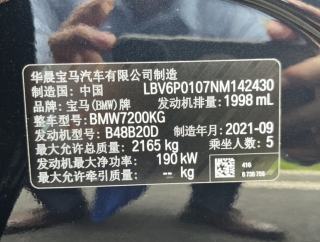 华晨宝马汽车有限公司制造
制造国：中国 LBV6P0107NM142430
品牌：宝马(BMW)牌 发动机排量：1998 mL
整车型号：BMW7200KG
发动机型号：B48B20D 制造年月：2021-09
最大允许总质量：2165 kg 乘坐人数：5
发动机最大净功率：190 kW
最大允许牵引质量：-- kg
416